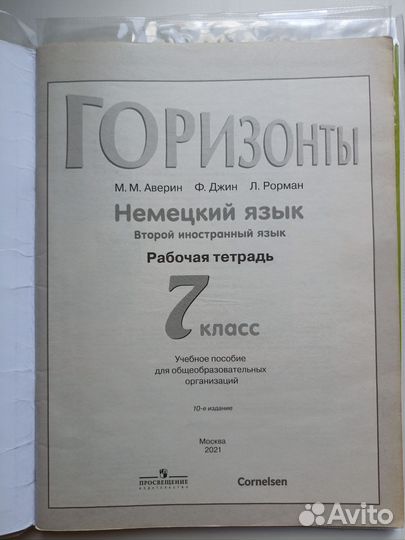 ГОРИЗОНТЫ
М. М. Аверин Ф. Джин Л. Рорман
Немецкий язык
Второй иностранный язык
Рабочая тетрадь
7 класс
Учебное пособие
для общеобразовательных
организаций
10-е издание
Москва
2021
ПРОСВЕЩЕНИЕ
ИЗДАТЕЛЬСТВО
Cornelsen
Avito